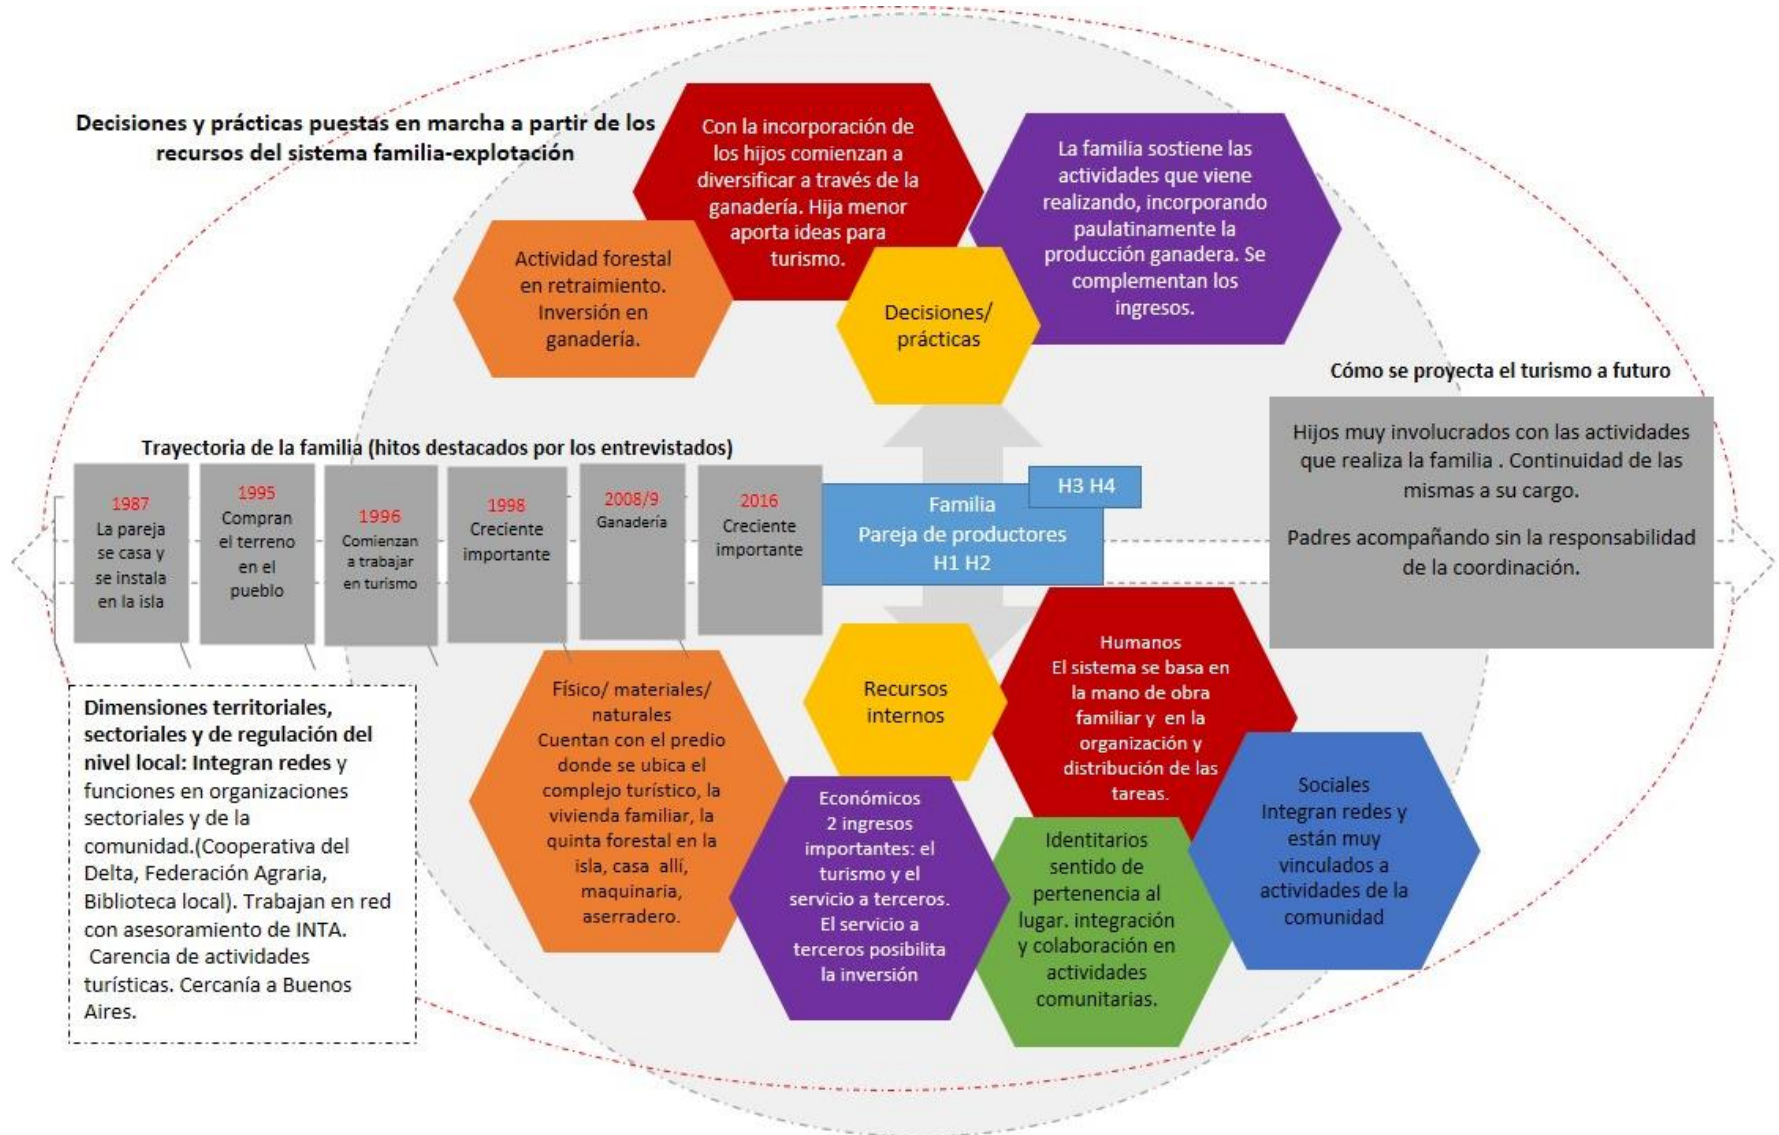 Decisiones y prácticas puestas en marcha a partir de los
recursos del sistema familia-explotación
Con la incorporación de
los hijos comienzan a
diversificar a través de la
ganadería. Hija menor
aporta ideas para
turismo.
La familia sostiene las
actividades que viene
realizando, incorporando
paulatinamente la
producción ganadera. Se
complementan los
ingresos.
Actividad forestal
en retraimiento.
Inversión en
ganadería.
Decisiones/
prácticas
Cómo se proyecta el turismo a futuro
Hijos muy involucrados con las actividades
que realiza la familia . Continuidad de las
mismas a su cargo.
Padres acompañando sin la responsabilidad
de la coordinación.
Trayectoria de la familia (hitos destacados por los entrevistados)
1987
La pareja
se casa y
se instala
en la isla
1995
Compran
el terreno
en el
pueblo
1996
Comienzan
a trabajar
en turismo
1998
Creciente
importante
2008/9
Ganadería
2016
Creciente
importante
Familia
Pareja de productores
H1 H2
H3 H4
Dimensiones territoriales,
sectoriales y de regulación del
nivel local: Integran redes y
funciones en organizaciones
sectoriales y de la
comunidad.(Cooperativa del
Delta, Federación Agraria,
Biblioteca local). Trabajan en red
con asesoramiento de INTA.
Carencia de actividades
turísticas. Cercanía a Buenos
Aires.
Físico/ materiales/
naturales
Cuentan con el predio
donde se ubica el
complejo turístico, la
vivienda familiar, la
quinta forestal en la
isla, casa allí,
maquinaria,
aserradero.
Recursos
internos
Humanos
El sistema se basa en
la mano de obra
familiar y en la
organización y
distribución de las
tareas.
Económicos
2 ingresos
importantes: el
turismo y el
servicio a terceros.
El servicio a
terceros posibilita
la inversión
Identitarios
sentido de
pertenencia al
lugar. integración
y colaboración en
actividades
comunitarias.
Sociales
Integran redes y
están muy
vinculados a
actividades de la
comunidad